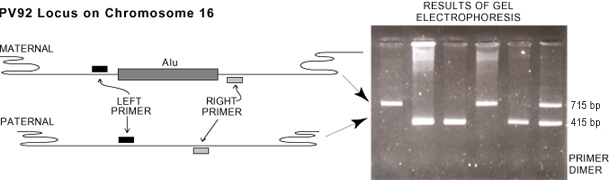 PV92 Locus on Chromosome 16
RESULTS OF GEL
ELECTROPHORESIS
MATERNAL
Alu
LEFT
PRIMER
RIGHT
PRIMER
PATERNAL
715 bp
415 bp
PRIMER
DIMER